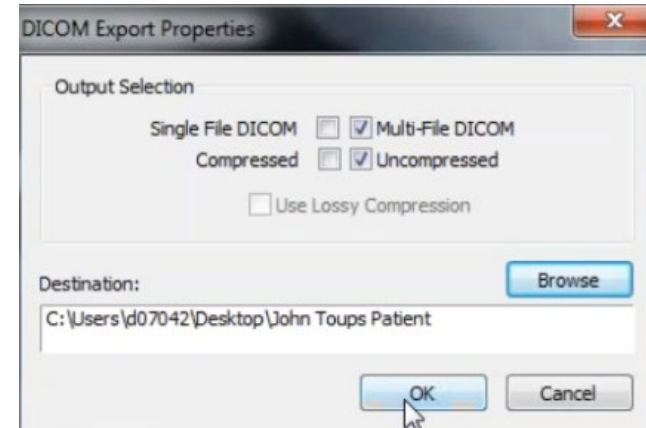 DICOM Export Properties
Output Selection
Single File DICOM Multi-File DICOM
Compressed Uncompressed
Use Lossy Compression
Destination: Browse
C:\Users\d07042\Desktop\John Toups Patient
OK Cancel